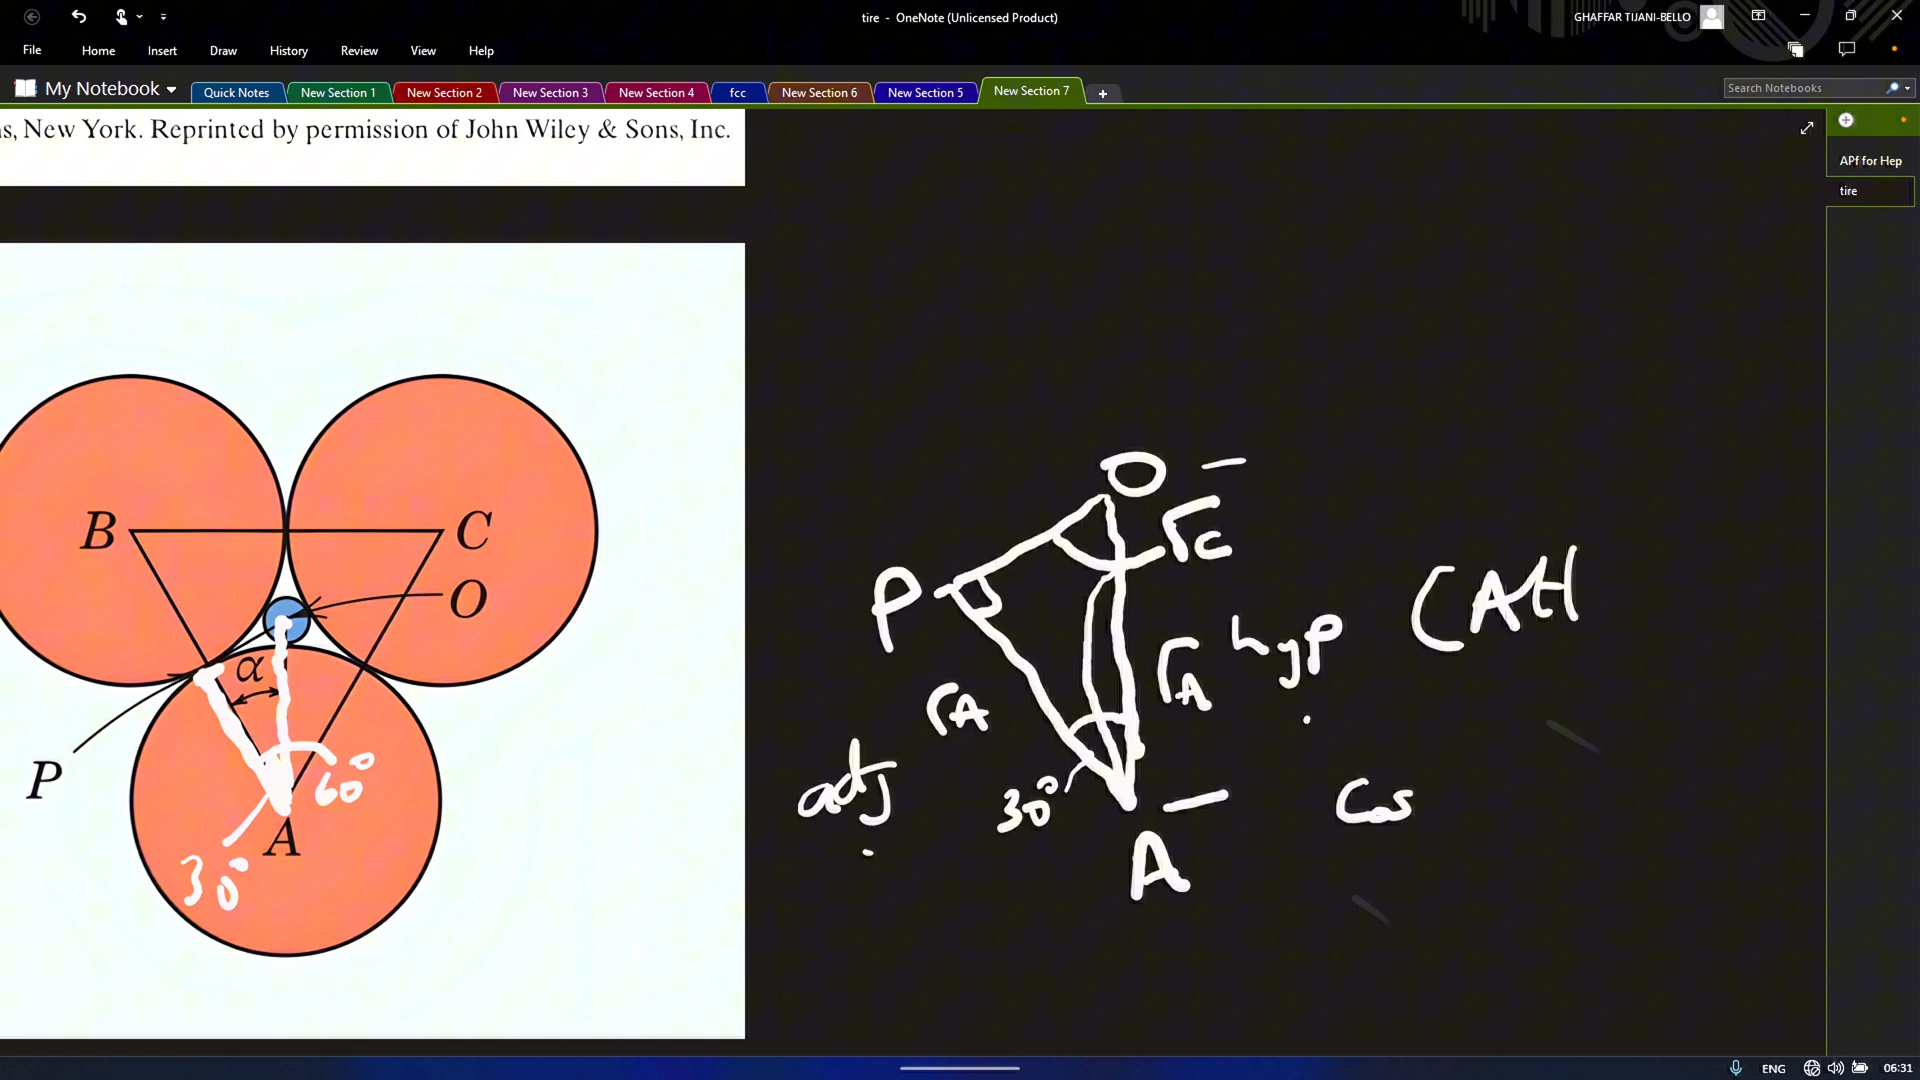 tire - OneNote (Unlicensed Product)
GHAFFAR TIJANI-BELLO
File Home Insert Draw History Review View Help
My Notebook
Quick Notes
New Section 1
New Section 2
New Section 3
New Section 4
fcc
New Section 6
New Section 5
New Section 7
Search Notebooks
APf for Hep
tire
s, New York. Reprinted by permission of John Wiley & Sons, Inc.
B
C
O
α
P
60°
A
30°
O
rc
P
CAH
hyp
rA
rA
adj
30°
Cos
A
ENG
06:31